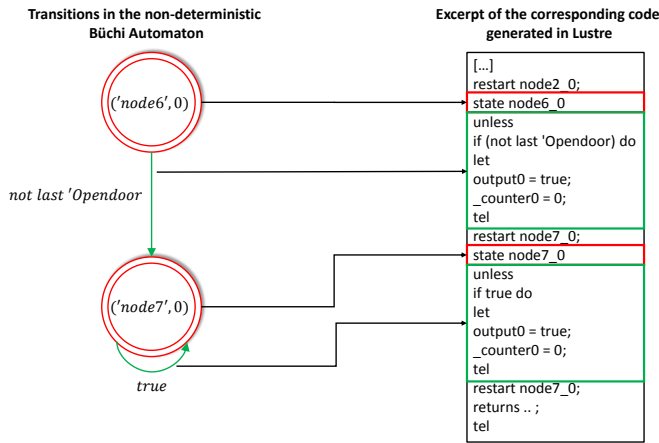 Transitions in the non-deterministic
Büchi Automaton
('node6', 0)
not last 'Opendoor
('node7', 0)
true
Excerpt of the corresponding code
generated in Lustre
[...]
restart node2_0;
state node6_0
unless
if (not last 'Opendoor) do
let
output0 = true;
_counter0 = 0;
tel
restart node7_0;
state node7_0
unless
if true do
let
output0 = true;
_counter0 = 0;
tel
restart node7_0;
returns .. ;
tel